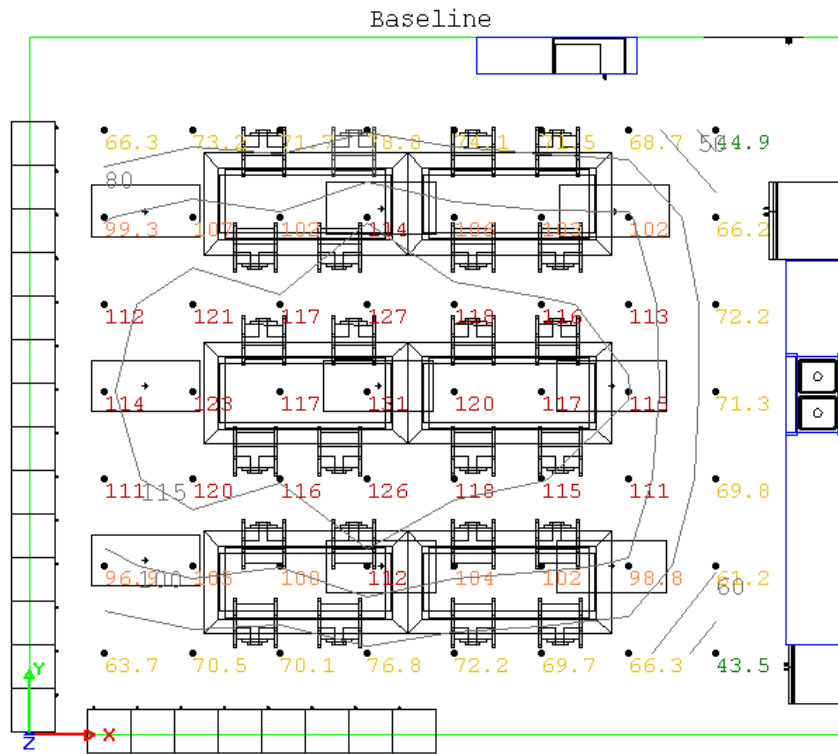 Baseline
66.3 73.2 71.7 78.8 74.1 71.5 68.7 50 44.9
80
99.3 107 102 114 106 103 102 66.2
112 121 117 127 118 116 113 72.2
114 123 117 131 120 117 115 71.3
111 115 120 116 126 118 115 111 69.8
96.9 100 106 108 112 104 102 98.8 61.2
60
63.7 70.5 70.1 76.8 72.2 69.7 66.3 43.5
Y
Z X